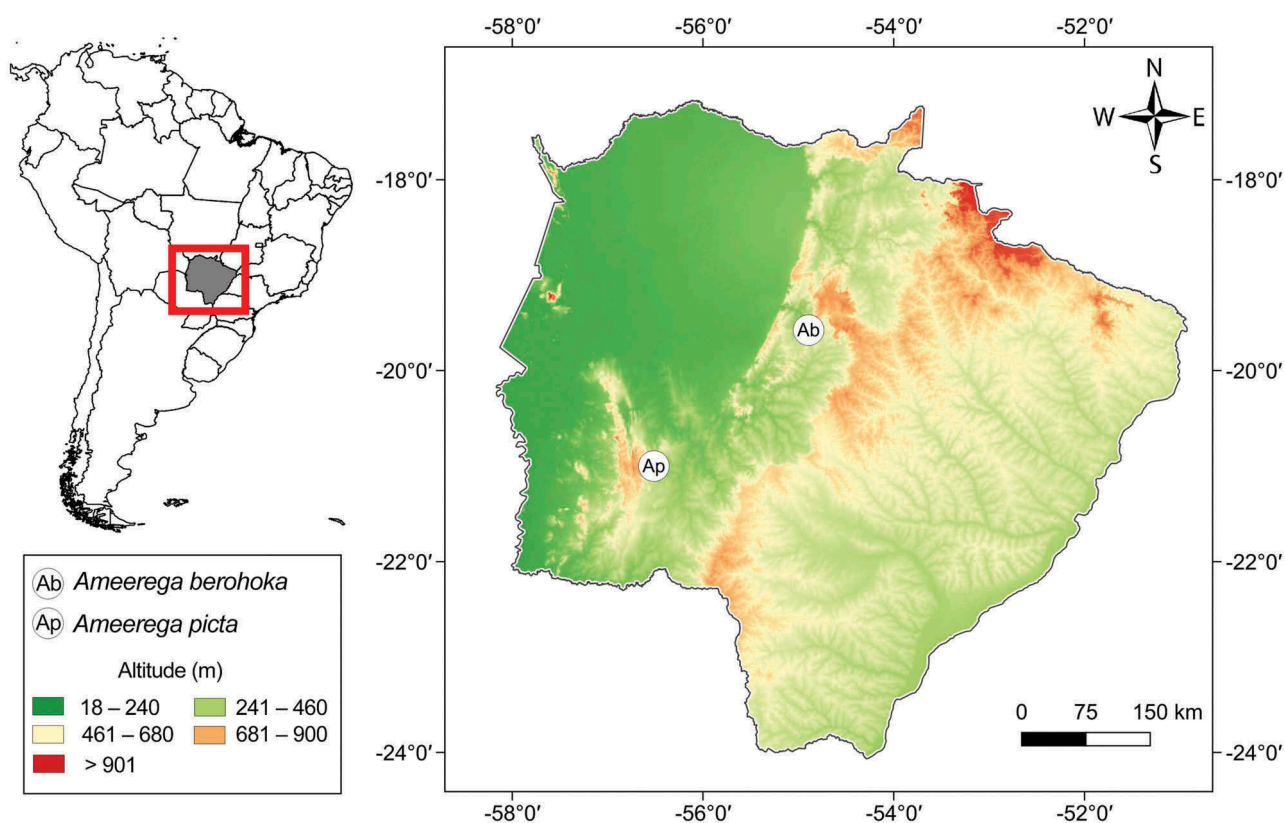 -58°0′ -56°0′ -54°0′ -52°0′
N
W E
S
-18°0′ -18°0′
Ab
-20°0′ -20°0′
Ap
-22°0′ -22°0′
Ab Ameerega berohoka
Ap Ameerega picta
Altitude (m)
18 – 240 241 – 460
461 – 680 681 – 900
> 901
0 75 150 km
-24°0′ -24°0′
-58°0′ -56°0′ -54°0′ -52°0′